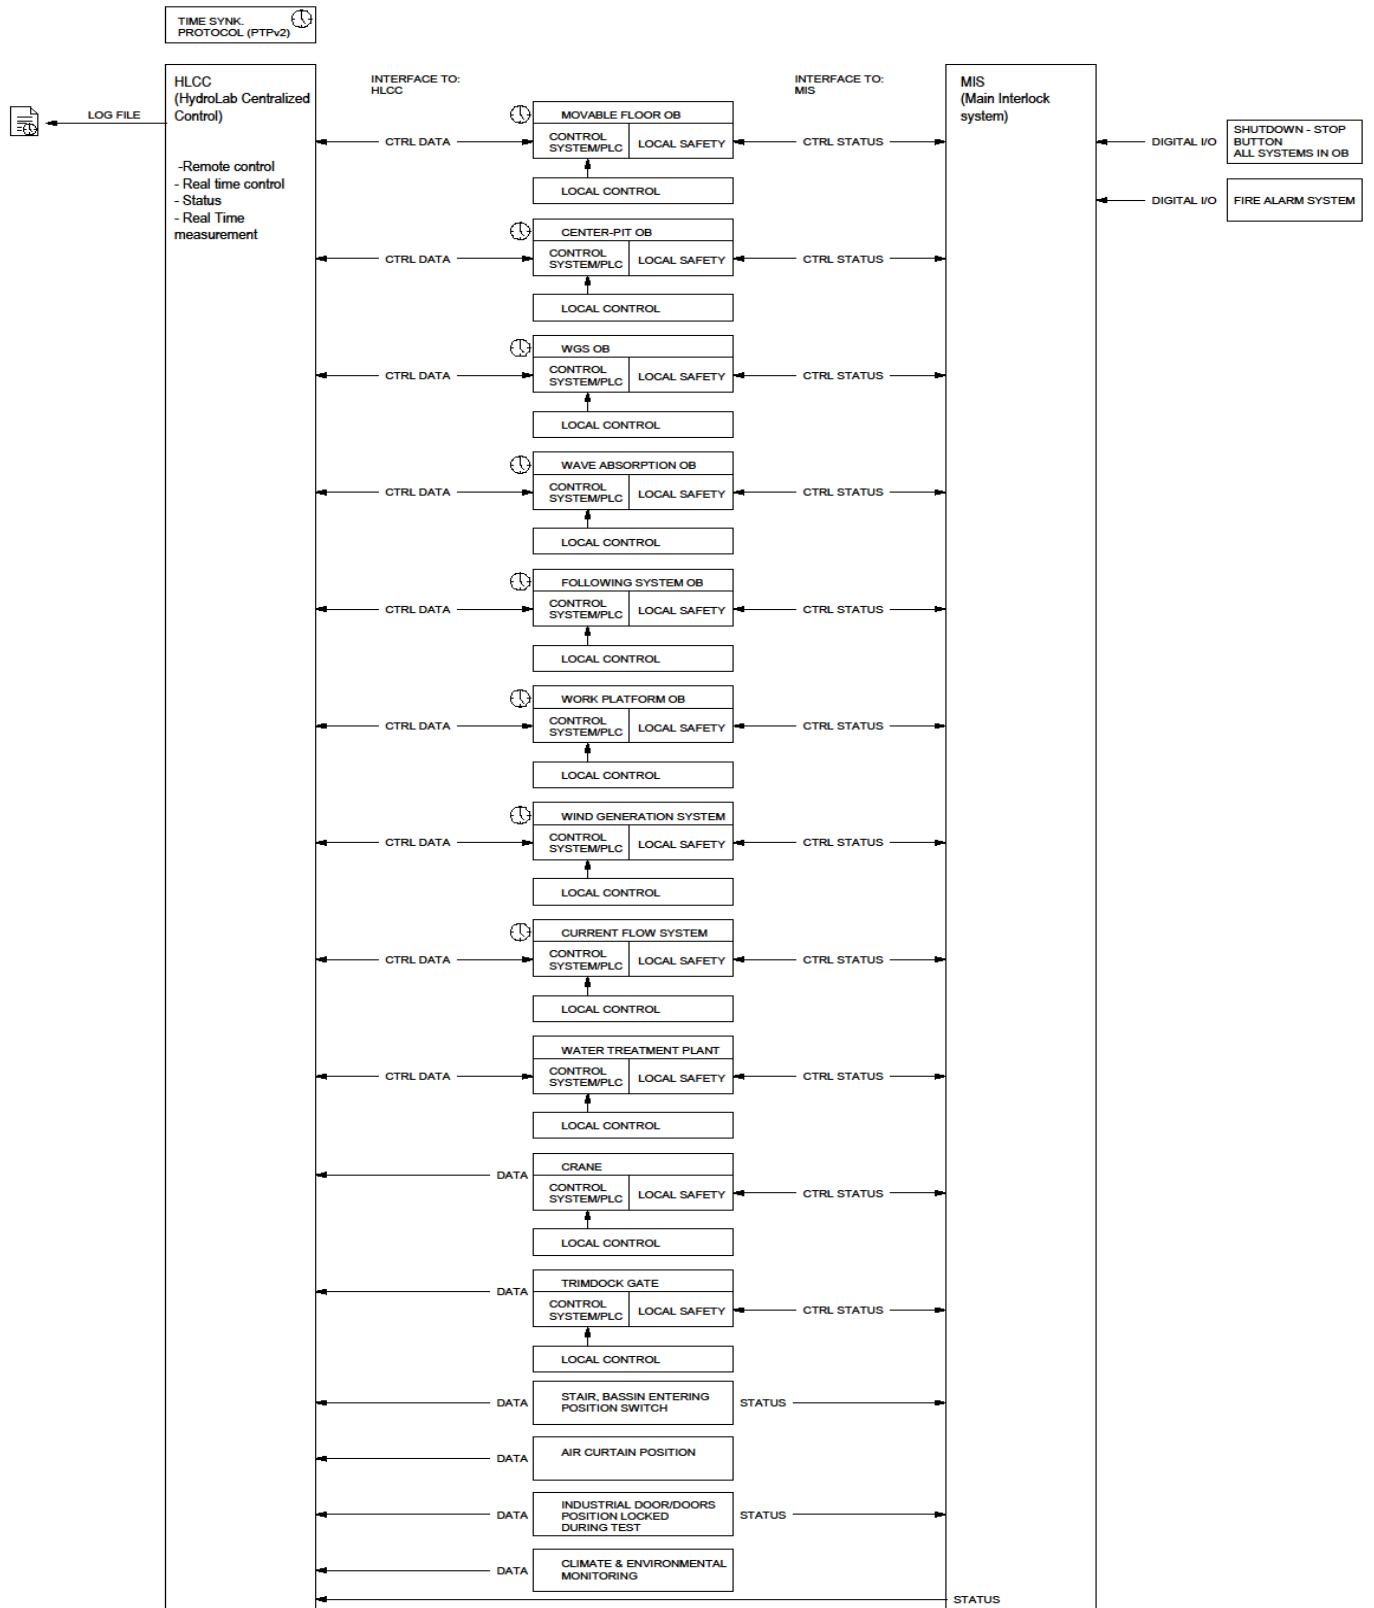 TIME SYNK.
PROTOCOL (PTPv2)
HLCC
(HydroLab Centralized
Control)
-Remote control
- Real time control
- Status
- Real Time
measurement
LOG FILE
INTERFACE TO:
HLCC
INTERFACE TO:
MIS
MIS
(Main Interlock
system)
DIGITAL I/O
SHUTDOWN - STOP
BUTTON
ALL SYSTEMS IN OB
DIGITAL I/O
FIRE ALARM SYSTEM
MOVABLE FLOOR OB
CTRL DATA
CONTROL
SYSTEM/PLC
LOCAL SAFETY
CTRL STATUS
LOCAL CONTROL
CENTER-PIT OB
CTRL DATA
CONTROL
SYSTEM/PLC
LOCAL SAFETY
CTRL STATUS
LOCAL CONTROL
WGS OB
CTRL DATA
CONTROL
SYSTEM/PLC
LOCAL SAFETY
CTRL STATUS
LOCAL CONTROL
WAVE ABSORPTION OB
CTRL DATA
CONTROL
SYSTEM/PLC
LOCAL SAFETY
CTRL STATUS
LOCAL CONTROL
FOLLOWING SYSTEM OB
CTRL DATA
CONTROL
SYSTEM/PLC
LOCAL SAFETY
CTRL STATUS
LOCAL CONTROL
WORK PLATFORM OB
CTRL DATA
CONTROL
SYSTEM/PLC
LOCAL SAFETY
CTRL STATUS
LOCAL CONTROL
WIND GENERATION SYSTEM
CTRL DATA
CONTROL
SYSTEM/PLC
LOCAL SAFETY
CTRL STATUS
LOCAL CONTROL
CURRENT FLOW SYSTEM
CTRL DATA
CONTROL
SYSTEM/PLC
LOCAL SAFETY
CTRL STATUS
LOCAL CONTROL
WATER TREATMENT PLANT
CTRL DATA
CONTROL
SYSTEM/PLC
LOCAL SAFETY
CTRL STATUS
LOCAL CONTROL
CRANE
DATA
CONTROL
SYSTEM/PLC
LOCAL SAFETY
CTRL STATUS
LOCAL CONTROL
TRIMDOCK GATE
DATA
CONTROL
SYSTEM/PLC
LOCAL SAFETY
CTRL STATUS
LOCAL CONTROL
DATA
STAIR, BASSIN ENTERING
POSITION SWITCH
STATUS
DATA
AIR CURTAIN POSITION
DATA
INDUSTRIAL DOOR/DOORS
POSITION LOCKED
DURING TEST
STATUS
DATA
CLIMATE & ENVIRONMENTAL
MONITORING
STATUS